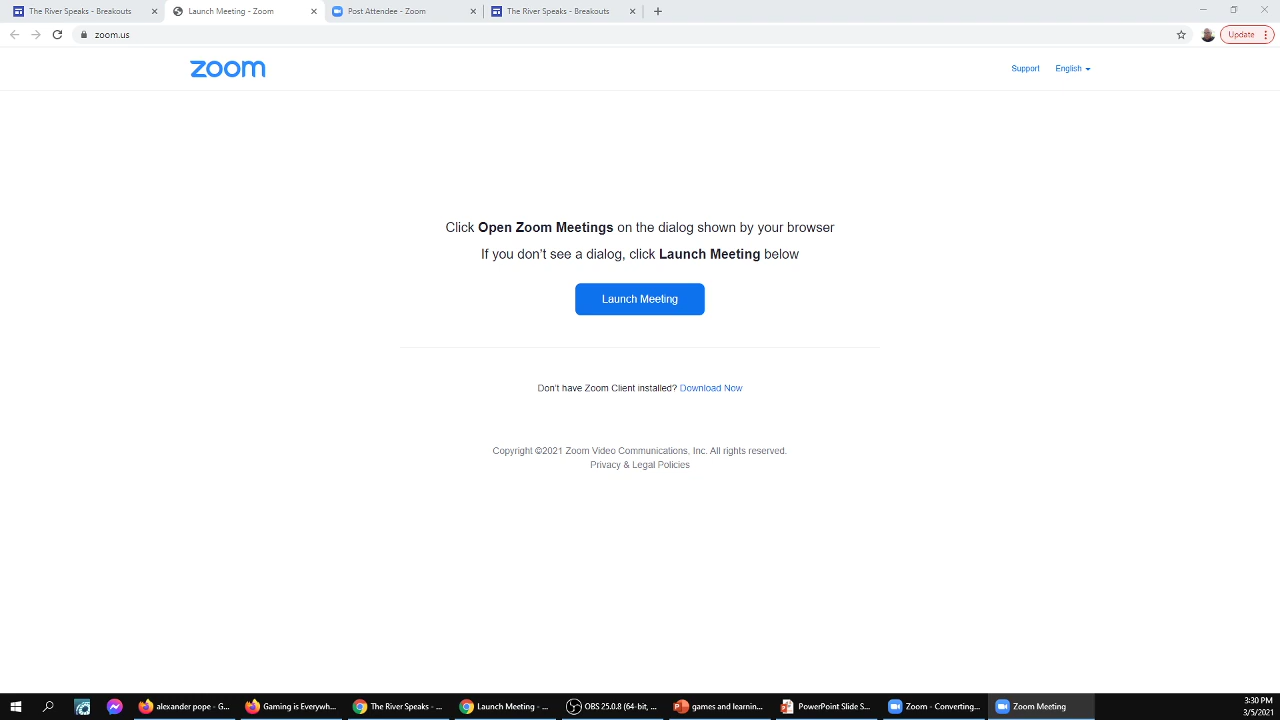 The River Speaks - Breakouts
Launch Meeting - Zoom
Post Attendee - Zoom
The River Speaks - Breakouts
zoom.us
Update
zoom
Support
English
Click Open Zoom Meetings on the dialog shown by your browser
If you don't see a dialog, click Launch Meeting below
Launch Meeting
Don't have Zoom Client installed? Download Now
Copyright ©2021 Zoom Video Communications, Inc. All rights reserved.
Privacy & Legal Policies
alexander pope - G...
Gaming is Everywh...
The River Speaks - ...
Launch Meeting - ...
OBS 25.0.8 (64-bit, ...
games and learnin...
PowerPoint Slide S...
Zoom - Converting...
Zoom Meeting
3:30 PM
3/5/2021